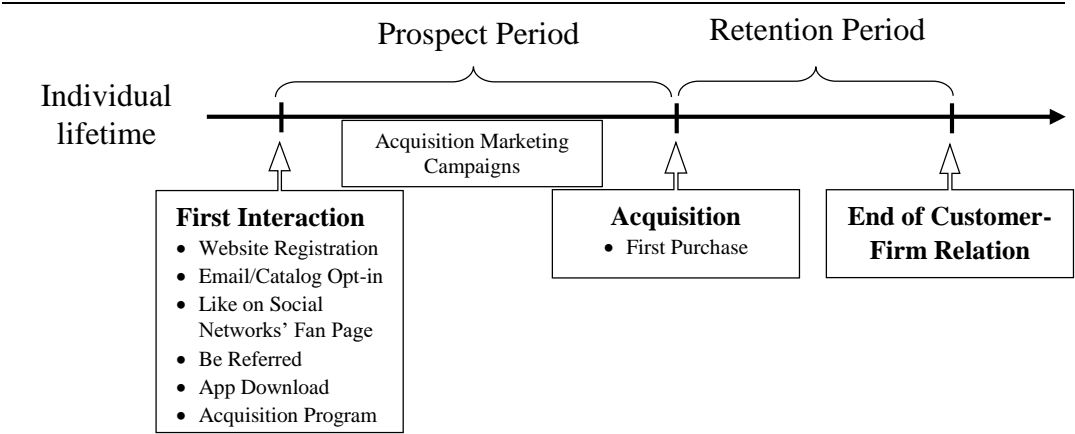 Prospect Period
Retention Period
Individual
lifetime
Acquisition Marketing
Campaigns
First Interaction
• Website Registration
• Email/Catalog Opt-in
• Like on Social
Networks’ Fan Page
• Be Referred
• App Download
• Acquisition Program
Acquisition
• First Purchase
End of Customer-
Firm Relation